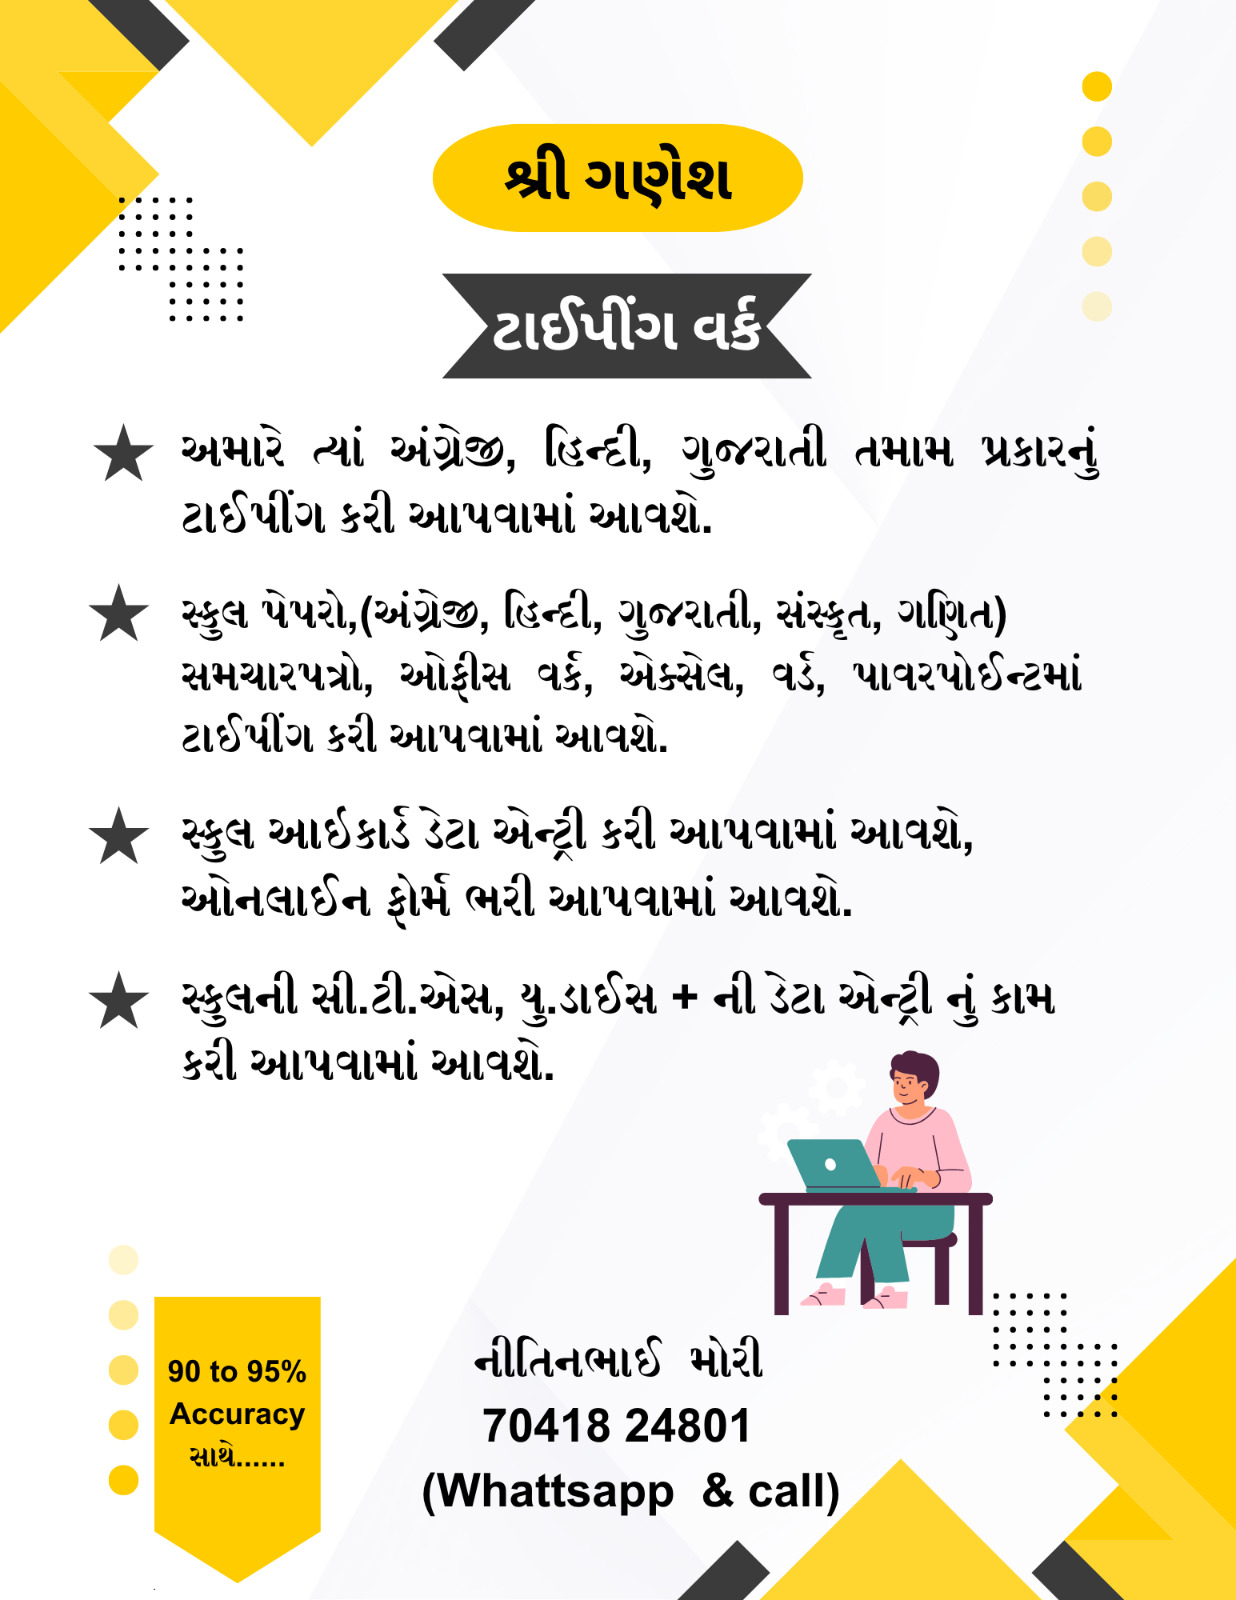 શ્રી ગણેશ
ટાઈપીંગ વર્ક
અમારે ત્યાં અંગ્રેજી, હિન્દી, ગુજરાતી તમામ પ્રકારનું
ટાઈપીંગ કરી આપવામાં આવશે.
સ્કુલ પેપરો,(અંગ્રેજી, હિન્દી, ગુજરાતી, સંસ્કૃત, ગણિત)
સમચારપત્રો, ઓફીસ વર્ક, એક્સેલ, વર્ડ, પાવરપોઈન્ટમાં
ટાઈપીંગ કરી આપવામાં આવશે.
સ્કુલ આઈકાર્ડ ડેટા એન્ટ્રી કરી આપવામાં આવશે,
ઓનલાઈન ફોર્મ ભરી આપવામાં આવશે.
સ્કુલની સી.ટી.એસ, યુ.ડાઈસ + ની ડેટા એન્ટ્રી નું કામ
કરી આપવામાં આવશે.
90 to 95%
Accuracy
સાથે......
નીતિનભાઈ મોરી
70418 24801
(Whattsapp & call)